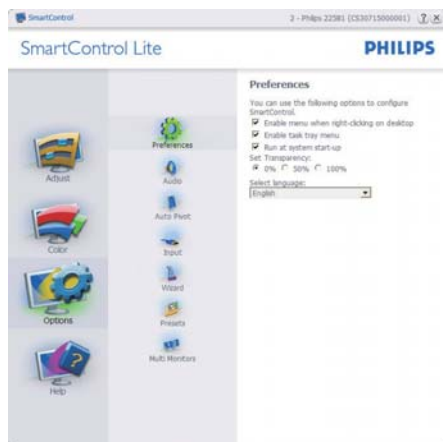 SmartControl
2 - Philips 225B1 (CS30715000001) ? X
SmartControl Lite
PHILIPS
Adjust
Color
Options
Help
Preferences
Audio
Auto Pivot
Input
Wizard
Presets
Multi Monitors
Preferences
You can use the following options to configure
SmartControl.
Enable menu when right-clicking on desktop
Enable task tray menu
Run at system start-up
Set Transparency:
0% 50% 100%
Select language:
English